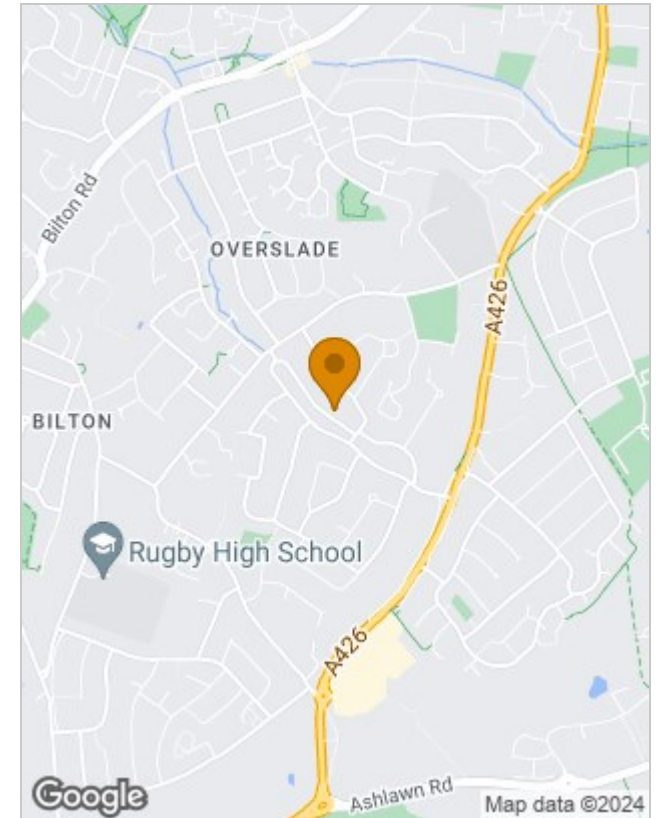 Bilton Rd
OVERSLADE
A426
BILTON
Rugby High School
A426
Ashlawn Rd
Google
Map data ©2024